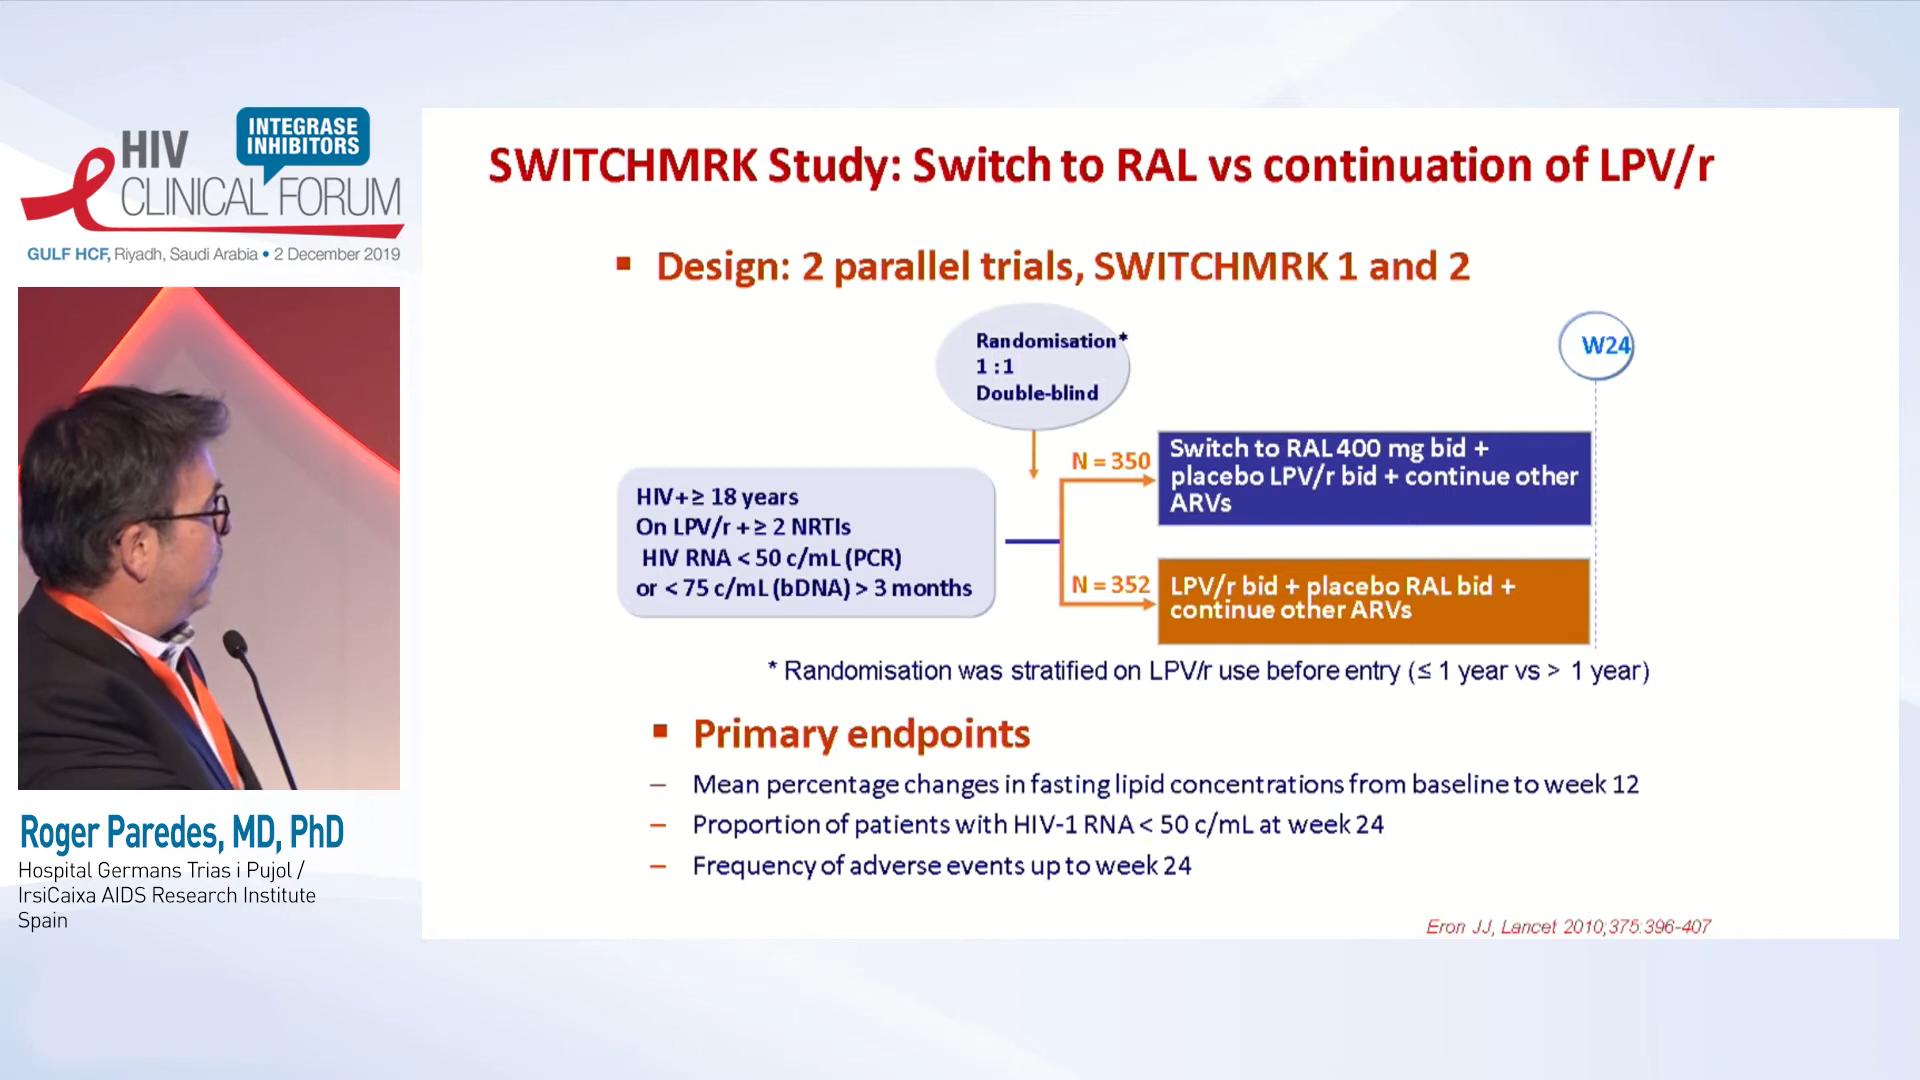 HIV
INTEGRASE
INHIBITORS
CLINICAL FORUM
GULF HCF, Riyadh, Saudi Arabia • 2 December 2019
Roger Paredes, MD, PhD
Hospital Germans Trias i Pujol /
IrsiCaixa AIDS Research Institute
Spain
SWITCHMRK Study: Switch to RAL vs continuation of LPV/r
▪ Design: 2 parallel trials, SWITCHMRK 1 and 2
Randomisation*
1 : 1
Double-blind
W24
HIV+ ≥ 18 years
On LPV/r + ≥ 2 NRTIs
HIV RNA < 50 c/mL (PCR)
or < 75 c/mL (bDNA) > 3 months
N = 350
Switch to RAL 400 mg bid +
placebo LPV/r bid + continue other
ARVs
N = 352
LPV/r bid + placebo RAL bid +
continue other ARVs
* Randomisation was stratified on LPV/r use before entry (≤ 1 year vs > 1 year)
▪ Primary endpoints
– Mean percentage changes in fasting lipid concentrations from baseline to week 12
– Proportion of patients with HIV-1 RNA < 50 c/mL at week 24
– Frequency of adverse events up to week 24
Eron JJ, Lancet 2010;375:396-407